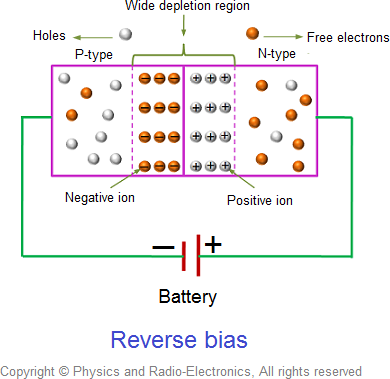 Wide depletion region
Holes
Free electrons
P-type
N-type
Negative ion
Positive ion
− +
Battery
Reverse bias
Copyright © Physics and Radio-Electronics, All rights reserved